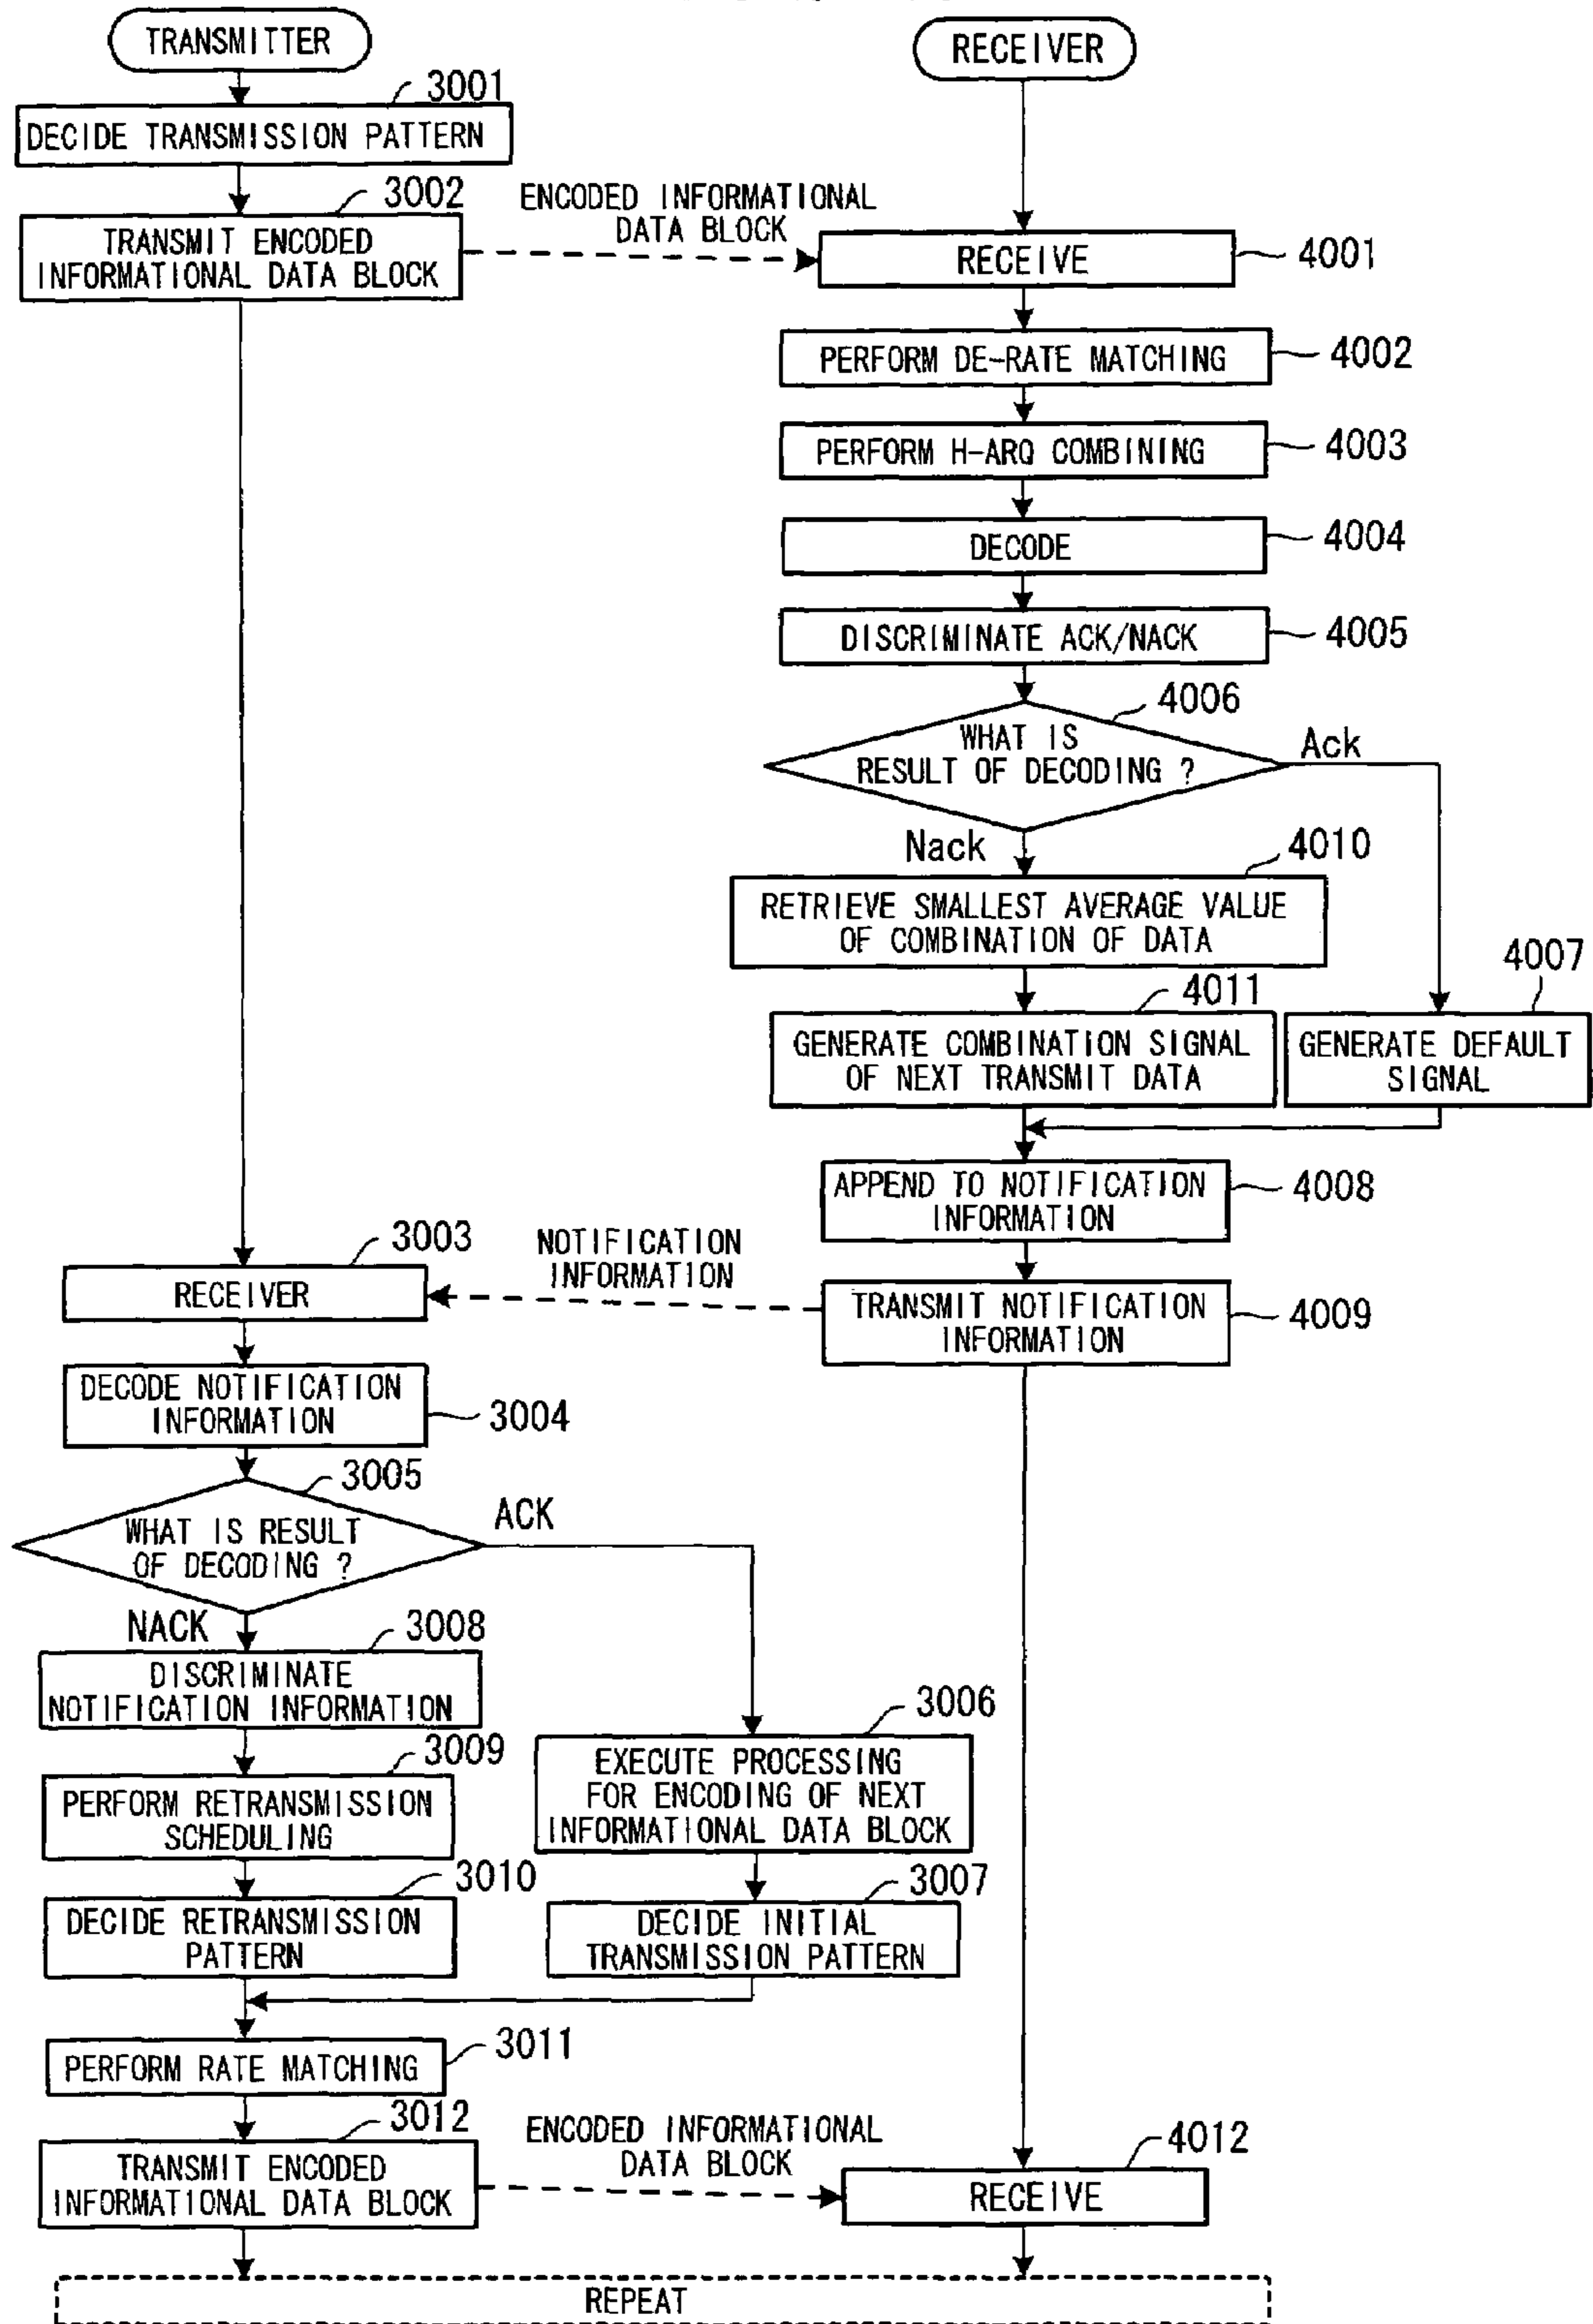 TRANSMITTER
3001
DECIDE TRANSMISSION PATTERN
3002
TRANSMIT ENCODED
INFORMATIONAL DATA BLOCK
ENCODED INFORMATIONAL
DATA BLOCK
RECEIVER
RECEIVE
4001
PERFORM DE-RATE MATCHING
4002
PERFORM H-ARQ COMBINING
4003
DECODE
4004
DISCRIMINATE ACK/NACK
4005
4006
WHAT IS
RESULT OF DECODING ?
Ack
Nack
4010
RETRIEVE SMALLEST AVERAGE VALUE
OF COMBINATION OF DATA
4011
GENERATE COMBINATION SIGNAL
OF NEXT TRANSMIT DATA
4007
GENERATE DEFAULT
SIGNAL
APPEND TO NOTIFICATION
INFORMATION
4008
TRANSMIT NOTIFICATION
INFORMATION
4009
NOTIFICATION
INFORMATION
3003
RECEIVER
DECODE NOTIFICATION
INFORMATION
3004
3005
WHAT IS RESULT
OF DECODING ?
ACK
NACK
3008
DISCRIMINATE
NOTIFICATION INFORMATION
3009
PERFORM RETRANSMISSION
SCHEDULING
3010
DECIDE RETRANSMISSION
PATTERN
3006
EXECUTE PROCESSING
FOR ENCODING OF NEXT
INFORMATIONAL DATA BLOCK
3007
DECIDE INITIAL
TRANSMISSION PATTERN
PERFORM RATE MATCHING
3011
3012
TRANSMIT ENCODED
INFORMATIONAL DATA BLOCK
ENCODED INFORMATIONAL
DATA BLOCK
4012
RECEIVE
REPEAT